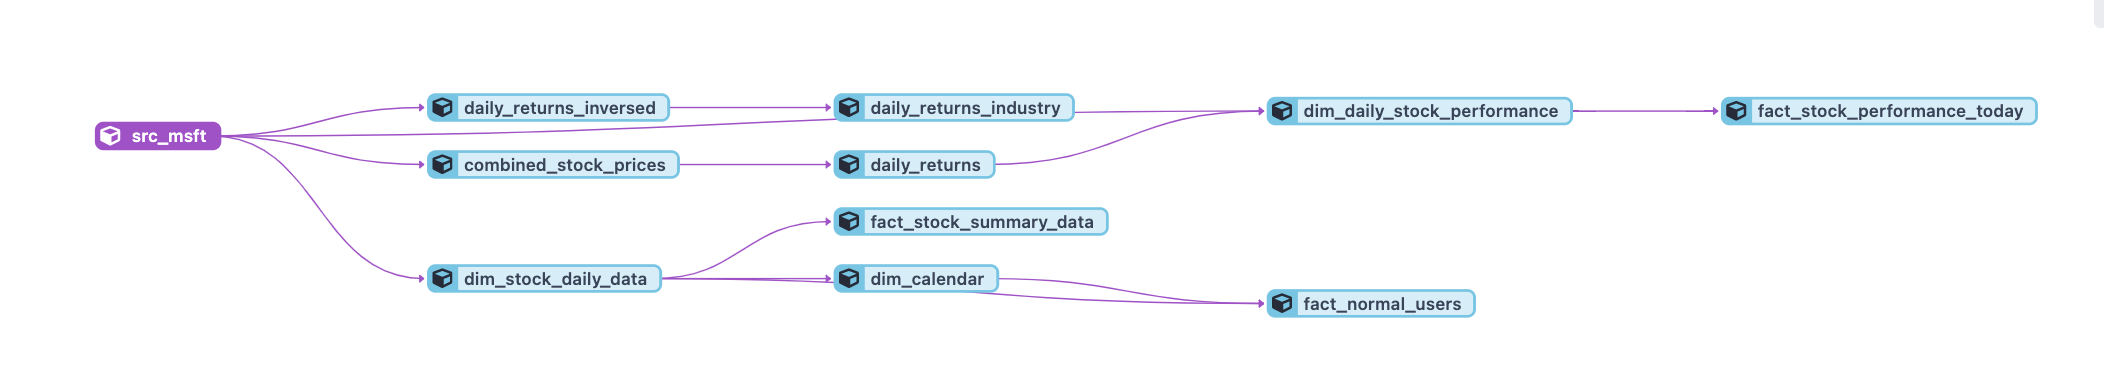 src_msft
daily_returns_inversed
daily_returns_industry
dim_daily_stock_performance
fact_stock_performance_today
combined_stock_prices
daily_returns
fact_stock_summary_data
dim_stock_daily_data
dim_calendar
fact_normal_users